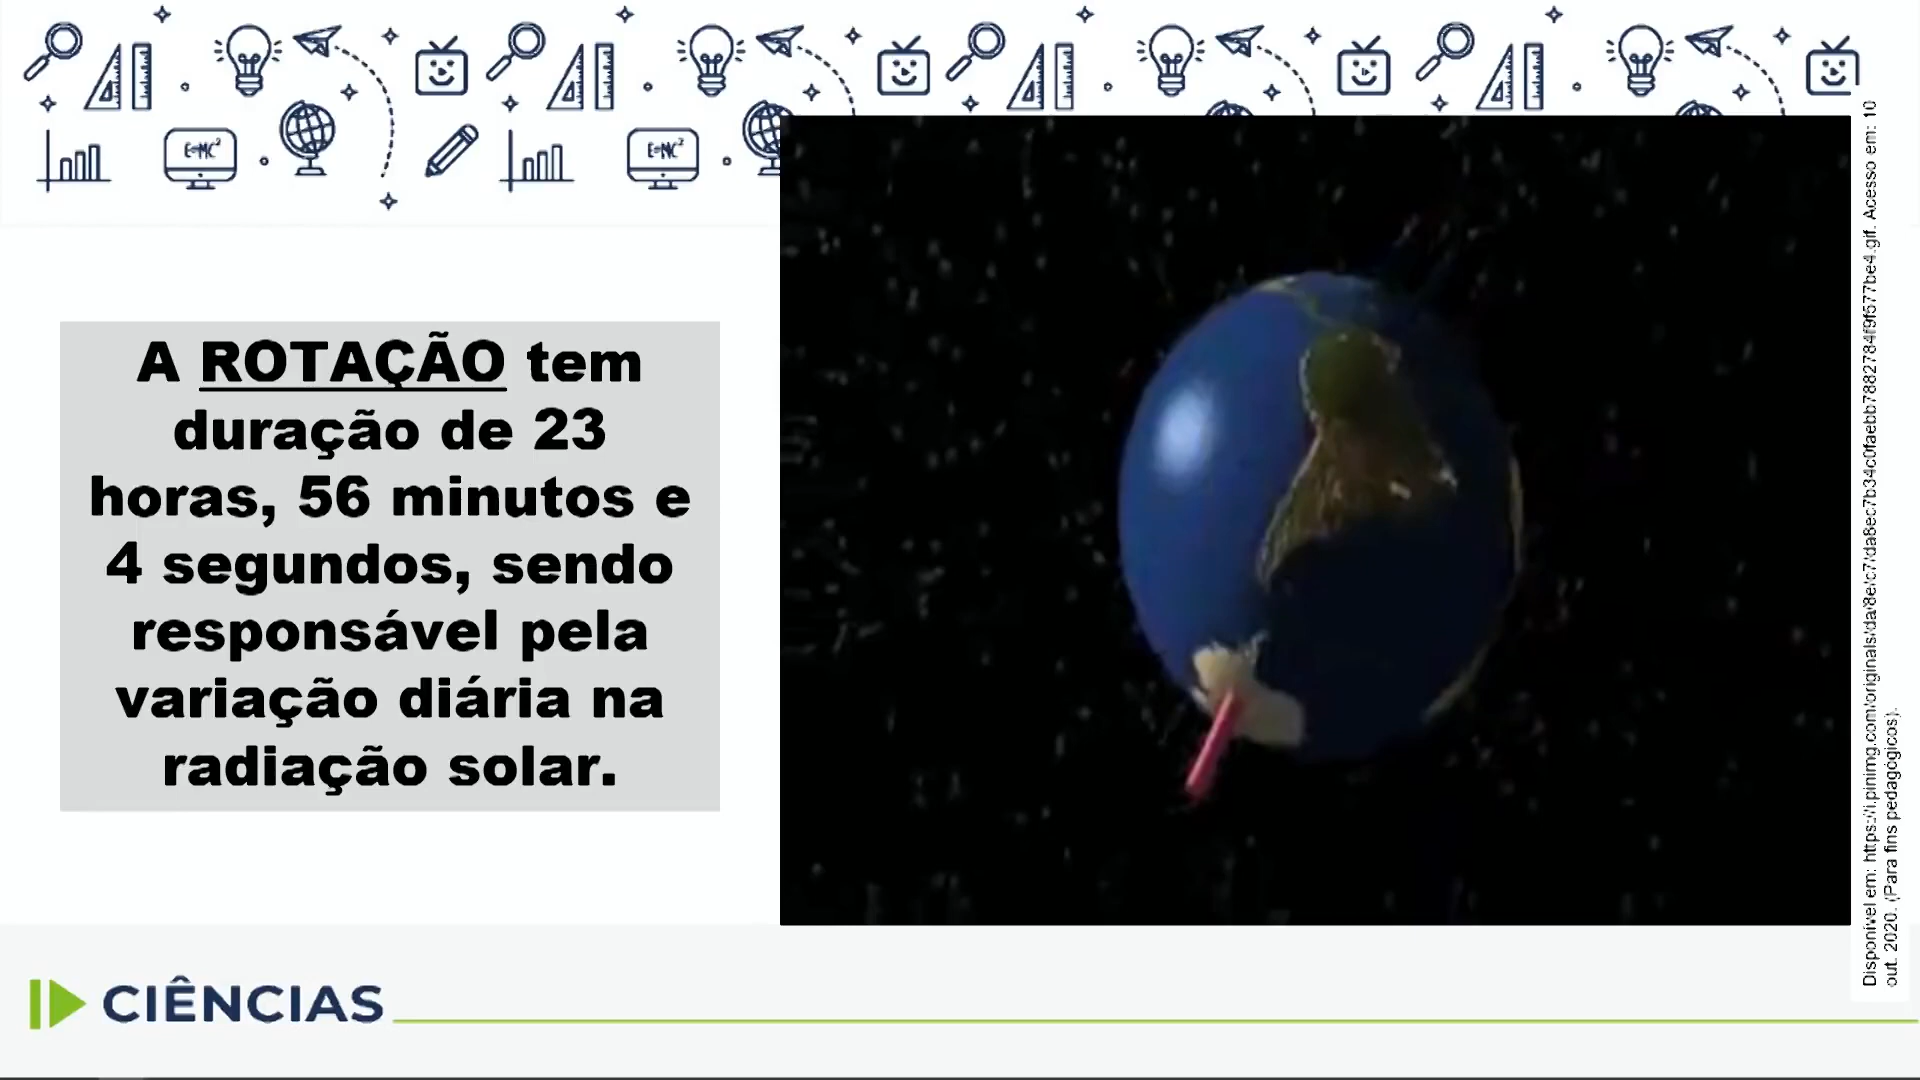 E=MC²
E=MC²
A ROTAÇÃO tem
duração de 23
horas, 56 minutos e
4 segundos, sendo
responsável pela
variação diária na
radiação solar.
Disponível em: https://i.pinimg.com/originals/da/8e/c7/da8ec7b34c0faebb7882784f9f577be4.gif. Acesso em: 10
out. 2020. (Para fins pedagógicos).
CIÊNCIAS